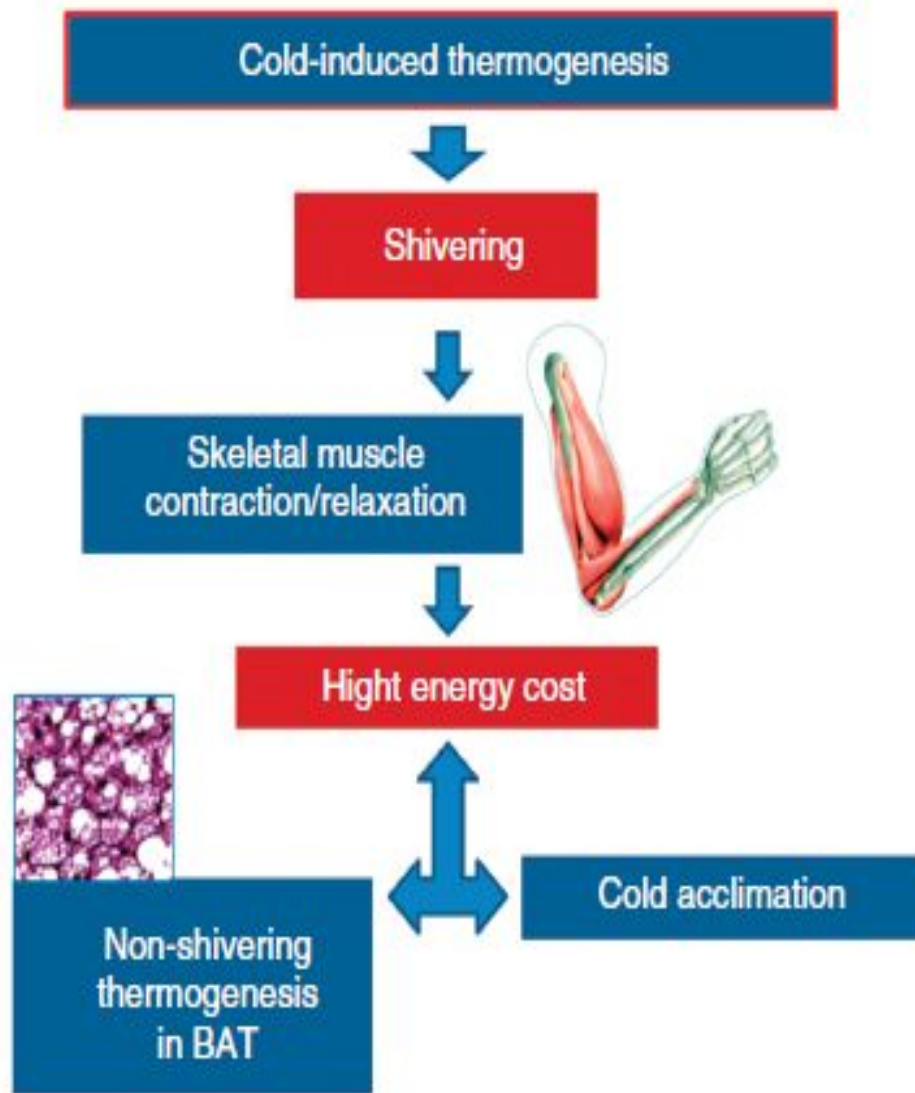 Cold-induced thermogenesis
Shivering
Skeletal muscle
contraction/relaxation
Hight energy cost
Cold acclimation
Non-shivering
thermogenesis
in BAT